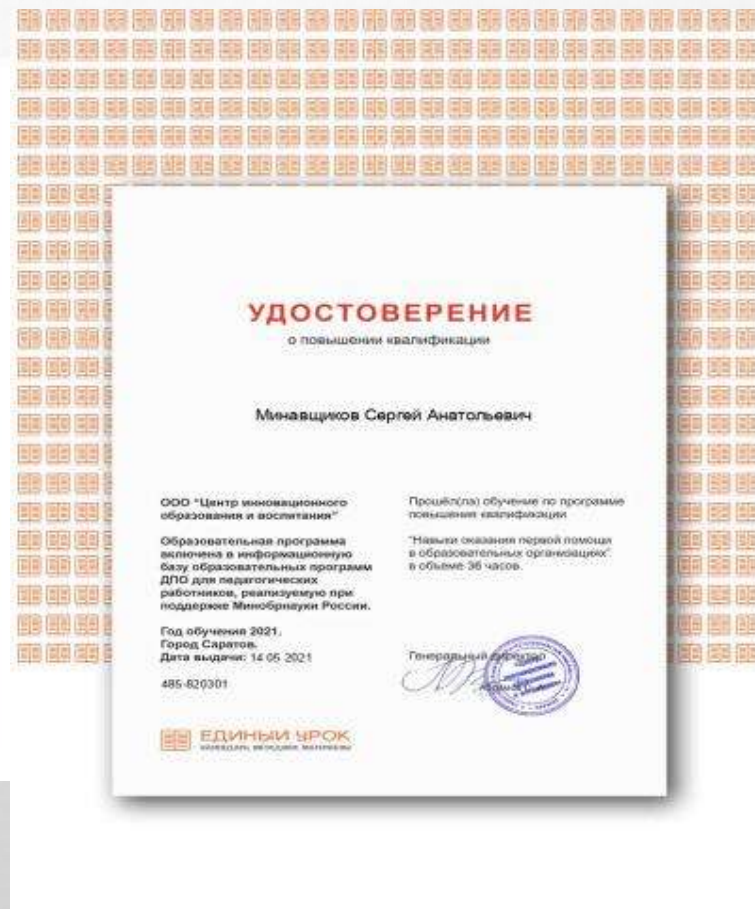 УДОСТОВЕРЕНИЕ
о повышении квалификации
Минавщиков Сергей Анатольевич
ООО "Центр инновационного
образования и воспитания"
Образовательная программа
включена в информационную
базу образовательных программ
ДПО для педагогических
работников, реализуемую при
поддержке Минобрнауки России.
Год обучения 2021.
Город Саратов.
Дата выдачи: 14 05 2021
485-820301
Прошёл(ла) обучение по программе
повышения квалификации
"Навыки оказания первой помощи
в образовательных организациях"
в объеме 36 часов.
Генеральный директор
ЕДИНЫЙ УРОК
КАЛЕНДАРЬ, МЕТОДИКИ, МАТЕРИАЛЫ